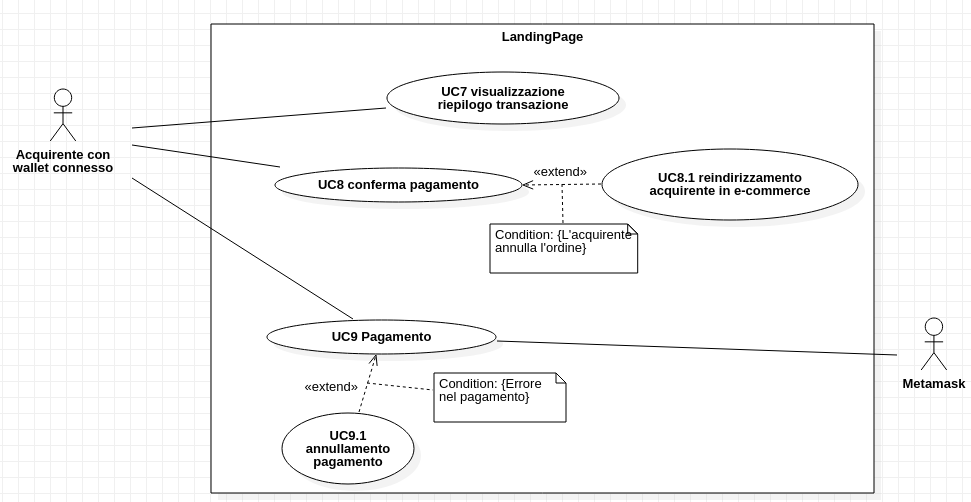 LandingPage
UC7 visualizzazione
riepilogo transazione
Acquirente con
wallet connesso
UC8 conferma pagamento
«extend»
UC8.1 reindirizzamento
acquirente in e-commerce
Condition: {L'acquirente
annulla l'ordine}
UC9 Pagamento
Metamask
«extend»
Condition: {Errore
nel pagamento}
UC9.1
annullamento
pagamento